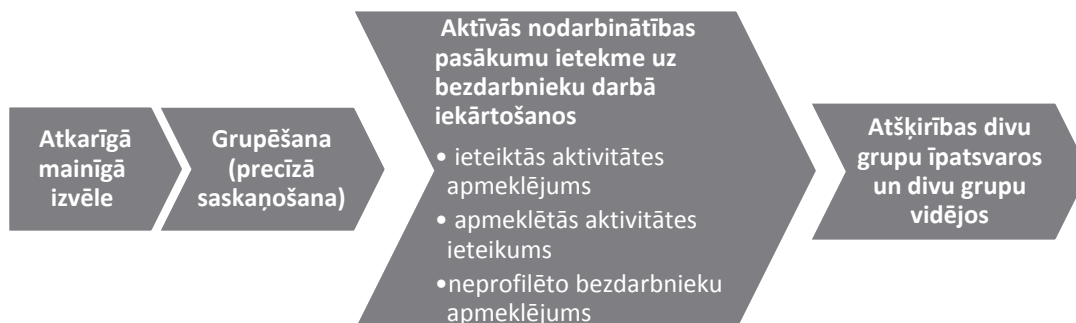 Atkarīgā
mainīgā
izvēle
Grupēšana
(precīzā
saskaņošana)
Aktīvās nodarbinātības
pasākumu ietekme uz
bezdarbnieku darbā
iekārtošanos
• ieteiktās aktivitātes
apmeklējums
• apmeklētās aktivitātes
ieteikums
•neprofilēto bezdarbnieku
apmeklējums
Atšķirības divu
grupu īpatsvaros
un divu grupu
vidējos